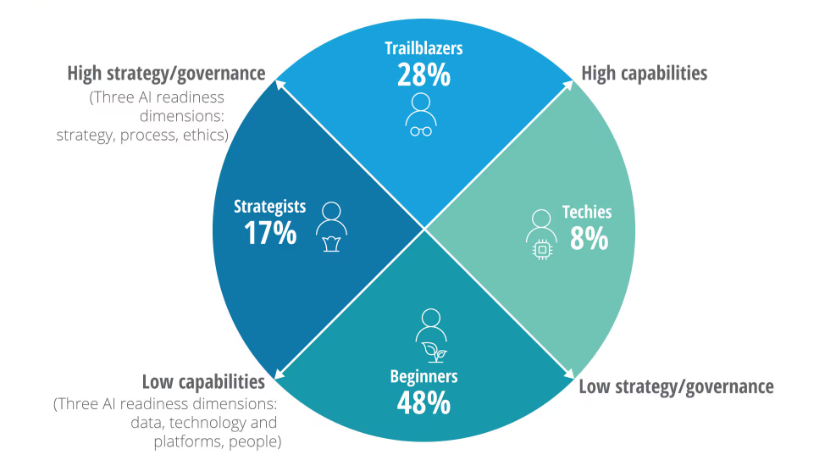 Trailblazers
28%
High strategy/governance
(Three AI readiness
dimensions:
strategy, process, ethics)
High capabilities
Strategists
17%
Techies
8%
Beginners
48%
Low capabilities
(Three AI readiness dimensions:
data, technology and
platforms, people)
Low strategy/governance